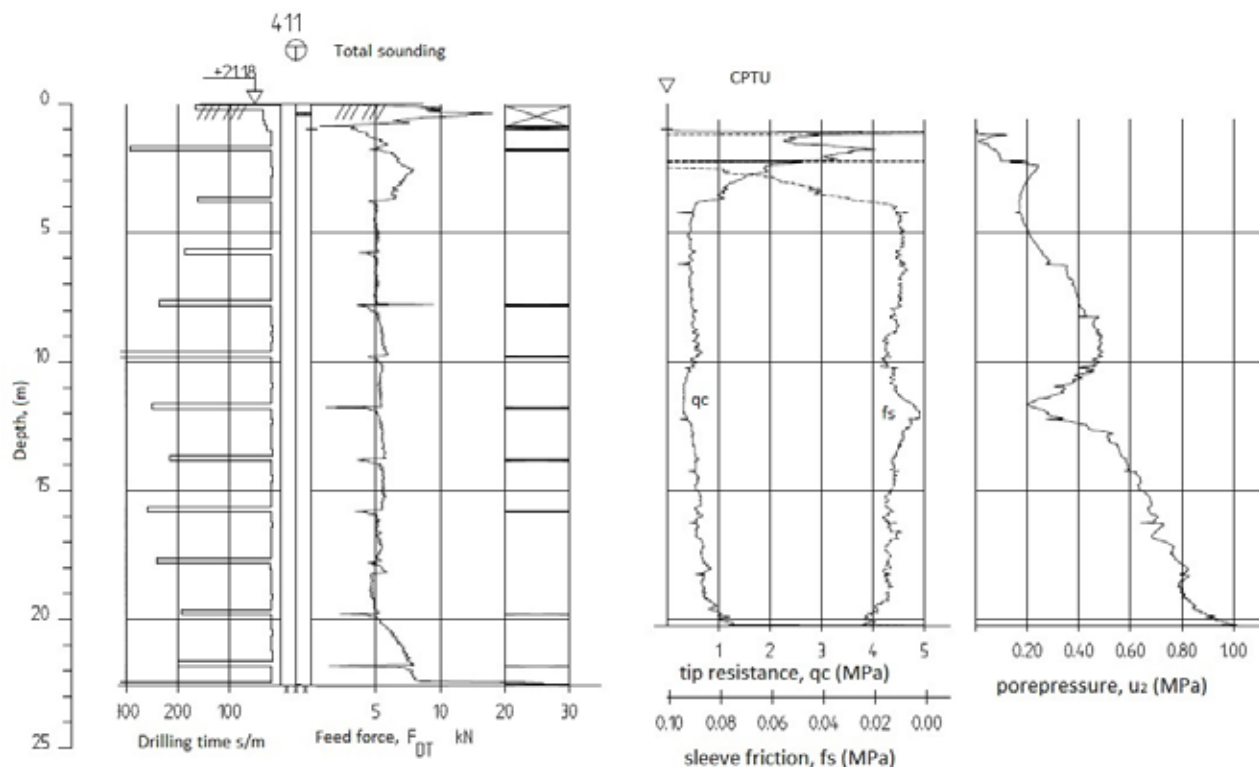 411
T Total sounding
+21.18
CPTU
Depth, (m)
0
5
10
15
20
25
qc
fs
300 200 100
Drilling time s/m
5 10 20 30
Feed force, F_DT kN
1 2 3 4 5
tip resistance, qc (MPa)
0.10 0.08 0.06 0.04 0.02 0.00
sleeve friction, fs (MPa)
0.20 0.40 0.60 0.80 100
porepressure, u₂ (MPa)